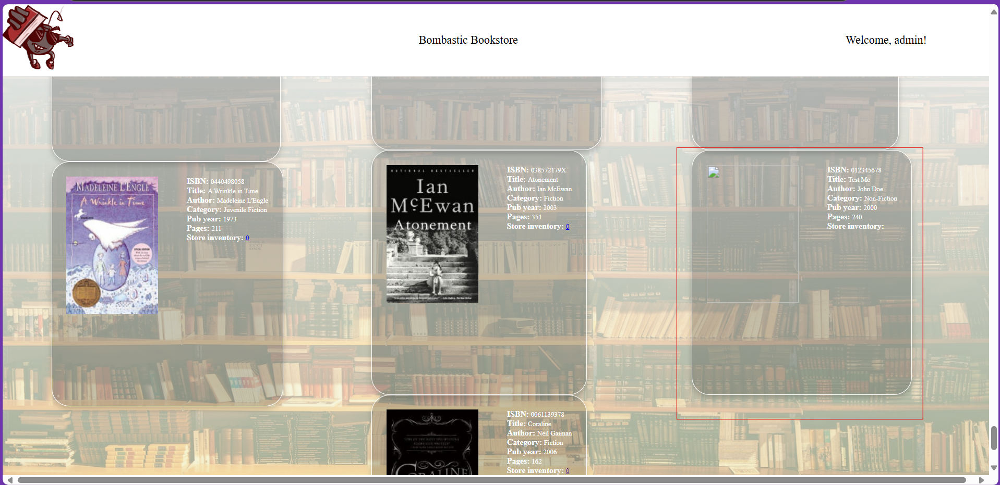 Bombastic Bookstore
Welcome, admin!
MADELEINE L'ENGLE
A Wrinkle in Time
ISBN: 0440498058
Title: A Wrinkle in Time
Author: Madeleine L'Engle
Category: Juvenile Fiction
Pub year: 1973
Pages: 211
Store inventory: 0
NATIONAL BESTSELLER
Ian
McEwan
Atonement
ISBN: 038572179X
Title: Atonement
Author: Ian McEwan
Category: Fiction
Pub year: 2003
Pages: 351
Store inventory: 0
ISBN: 012345678
Title: Test Me
Author: John Doe
Category: Non-Fiction
Pub year: 2000
Pages: 240
Store inventory:
CORALINE
ISBN: 0061139378
Title: Coraline
Author: Neil Gaiman
Category: Fiction
Pub year: 2006
Pages: 162
Store inventory: 0